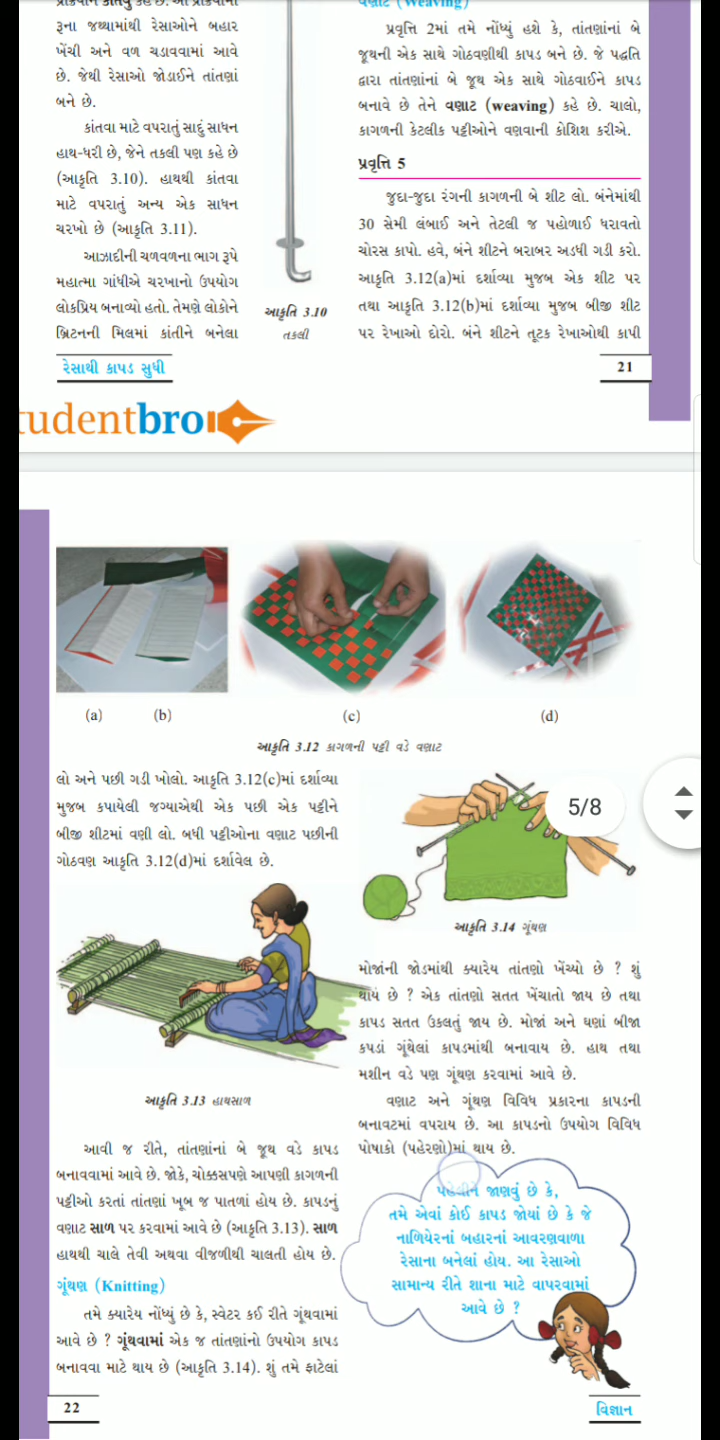 રૂના જથ્થામાંથી રેસાઓને બહાર
ખેંચી અને વળ ચડાવવામાં આવે
છે. જેથી રેસાઓ જોડાઈને તાંતણાં
બને છે.
કાંતવા માટે વપરાતું સાદું સાધન
હાથ-ધરી છે, જેને તકલી પણ કહે છે
(આકૃતિ 3.10). હાથથી કાંતવા
માટે વપરાતું અન્ય એક સાધન
ચરખો છે (આકૃતિ 3.11).
આઝાદીની ચળવળના ભાગ રૂપે
મહાત્મા ગાંધીએ ચરખાનો ઉપયોગ
લોકપ્રિય બનાવ્યો હતો. તેમણે લોકોને
બ્રિટનની મિલમાં કાંતીને બનેલા
આકૃતિ 3.10
તકલી
વણાટ (Weaving)
પ્રવૃત્તિ 2માં તમે નોંધ્યું હશે કે, તાંતણાંનાં બે
જૂથની એક સાથે ગોઠવણીથી કાપડ બને છે. જે પદ્ધતિ
દ્વારા તાંતણાંનાં બે જૂથ એક સાથે ગોઠવાઈને કાપડ
બનાવે છે તેને વણાટ (weaving) કહે છે. ચાલો,
કાગળની કેટલીક પટ્ટીઓને વણવાની કોશિશ કરીએ.
પ્રવૃત્તિ 5
જુદા-જુદા રંગની કાગળની બે શીટ લો. બંનેમાંથી
30 સેમી લંબાઈ અને તેટલી જ પહોળાઈ ધરાવતો
ચોરસ કાપો. હવે, બંને શીટને બરાબર અડધી ગડી કરો.
આકૃતિ 3.12(a)માં દર્શાવ્યા મુજબ એક શીટ પર
તથા આકૃતિ 3.12(b)માં દર્શાવ્યા મુજબ બીજી શીટ
પર રેખાઓ દોરો. બંને શીટને તૂટક રેખાઓથી કાપી
રેસાથી કાપડ સુધી
21
tudentbro
(a) (b) (c) (d)
આકૃતિ 3.12 કાગળની પટ્ટી વડે વણાટ
લો અને પછી ગડી ખોલો. આકૃતિ 3.12(c)માં દર્શાવ્યા
મુજબ કપાયેલી જગ્યાએથી એક પછી એક પટ્ટીને
બીજી શીટમાં વણી લો. બધી પટ્ટીઓના વણાટ પછીની
ગોઠવણ આકૃતિ 3.12(d)માં દર્શાવેલ છે.
આકૃતિ 3.13 હાથસાળ
આવી જ રીતે, તાંતણાંનાં બે જૂથ વડે કાપડ
બનાવવામાં આવે છે. જોકે, ચોક્કસપણે આપણી કાગળની
પટ્ટીઓ કરતાં તાંતણાં ખૂબ જ પાતળાં હોય છે. કાપડનું
વણાટ સાળ પર કરવામાં આવે છે (આકૃતિ 3.13). સાળ
હાથથી ચાલે તેવી અથવા વીજળીથી ચાલતી હોય છે.
ગૂંથણ (Knitting)
તમે ક્યારેય નોંધ્યું છે કે, સ્વેટર કઈ રીતે ગૂંથવામાં
આવે છે ? ગૂંથવામાં એક જ તાંતણાંનો ઉપયોગ કાપડ
બનાવવા માટે થાય છે (આકૃતિ 3.14). શું તમે ફાટેલાં
5/8
આકૃતિ 3.14 ગૂંથણ
મોજાંની જોડમાંથી ક્યારેય તાંતણો ખેંચ્યો છે ? શું
થાય છે ? એક તાંતણો સતત ખેંચાતો જાય છે તથા
કાપડ સતત ઉકલતું જાય છે. મોજાં અને ઘણાં બીજા
કપડાં ગૂંથેલાં કાપડમાંથી બનાવાય છે. હાથ તથા
મશીન વડે પણ ગૂંથણ કરવામાં આવે છે.
વણાટ અને ગૂંથણ વિવિધ પ્રકારના કાપડની
બનાવટમાં વપરાય છે. આ કાપડનો ઉપયોગ વિવિધ
પોષાકો (પહેરણો)માં થાય છે.
પહેલીને જાણવું છે કે,
તમે એવાં કોઈ કાપડ જોયાં છે કે જે
નાળિયેરનાં બહારનાં આવરણવાળા
રેસાના બનેલાં હોય. આ રેસાઓ
સામાન્ય રીતે શાના માટે વાપરવામાં
આવે છે ?
22
વિજ્ઞાન